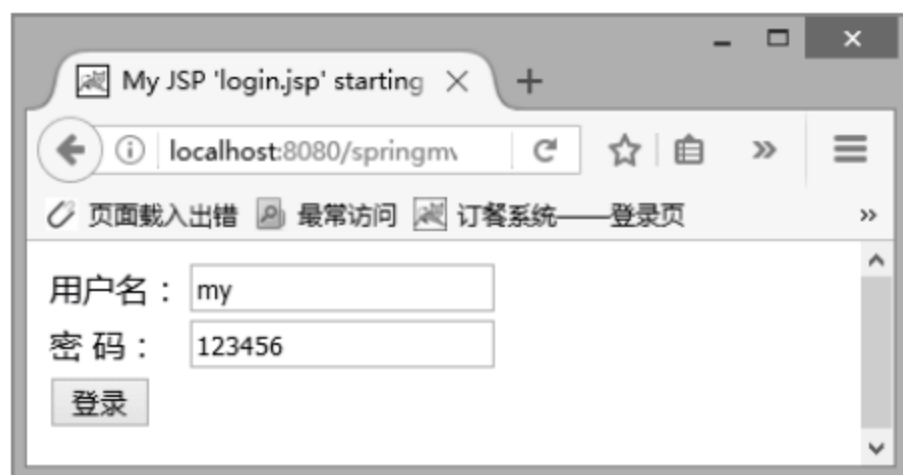 My JSP 'login.jsp' starting
localhost:8080/springmv
页面载入出错 最常访问 订餐系统——登录页
用户名： my
密 码： 123456
登录